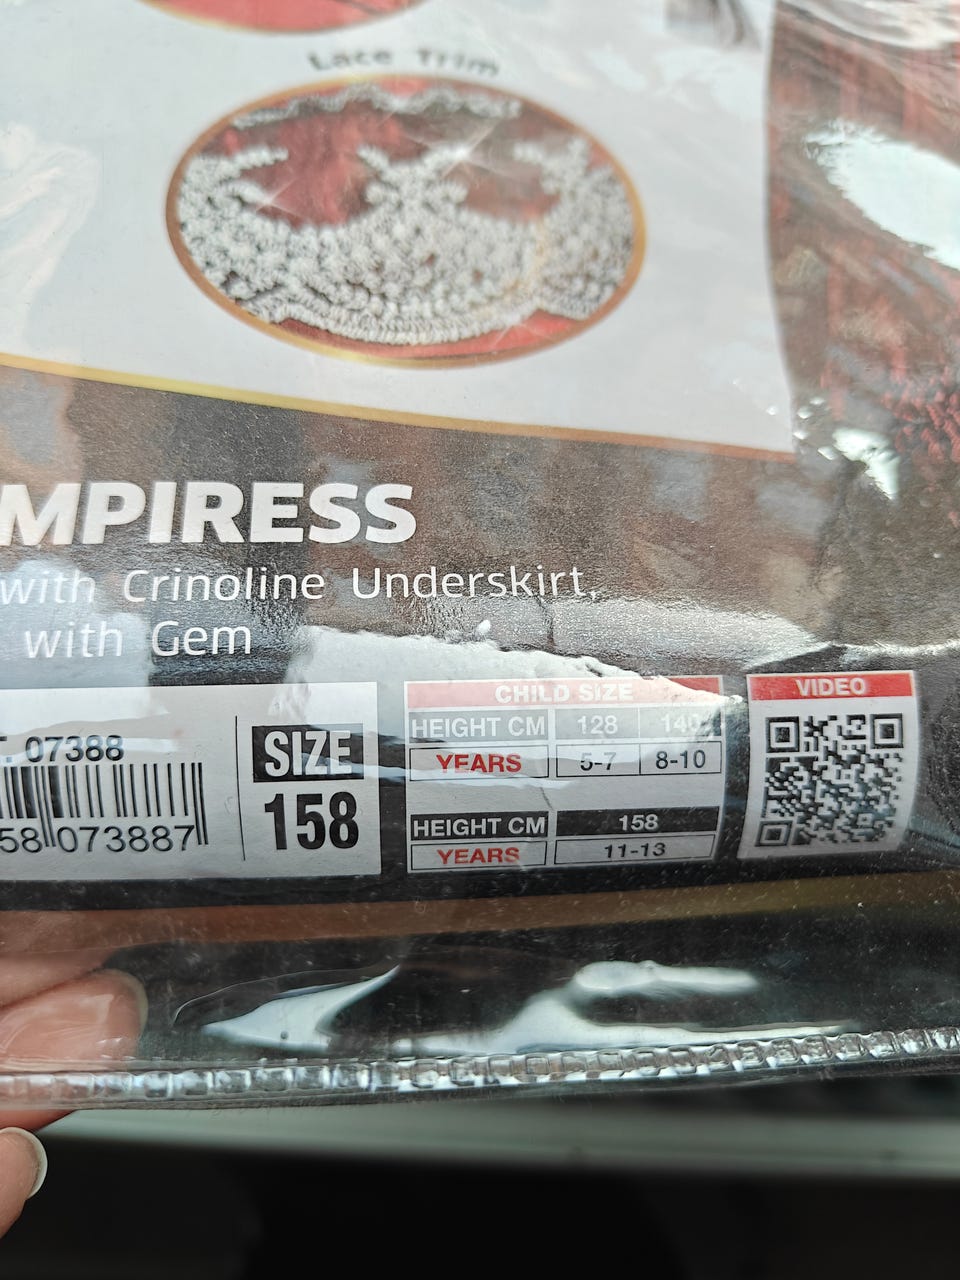 Lace Trim
MPIRESS
with Crinoline Underskirt,
with Gem
. 07388
58 073887
SIZE
158
CHILD SIZE
HEIGHT CM 128 140
YEARS 5-7 8-10
HEIGHT CM 158
YEARS 11-13
VIDEO